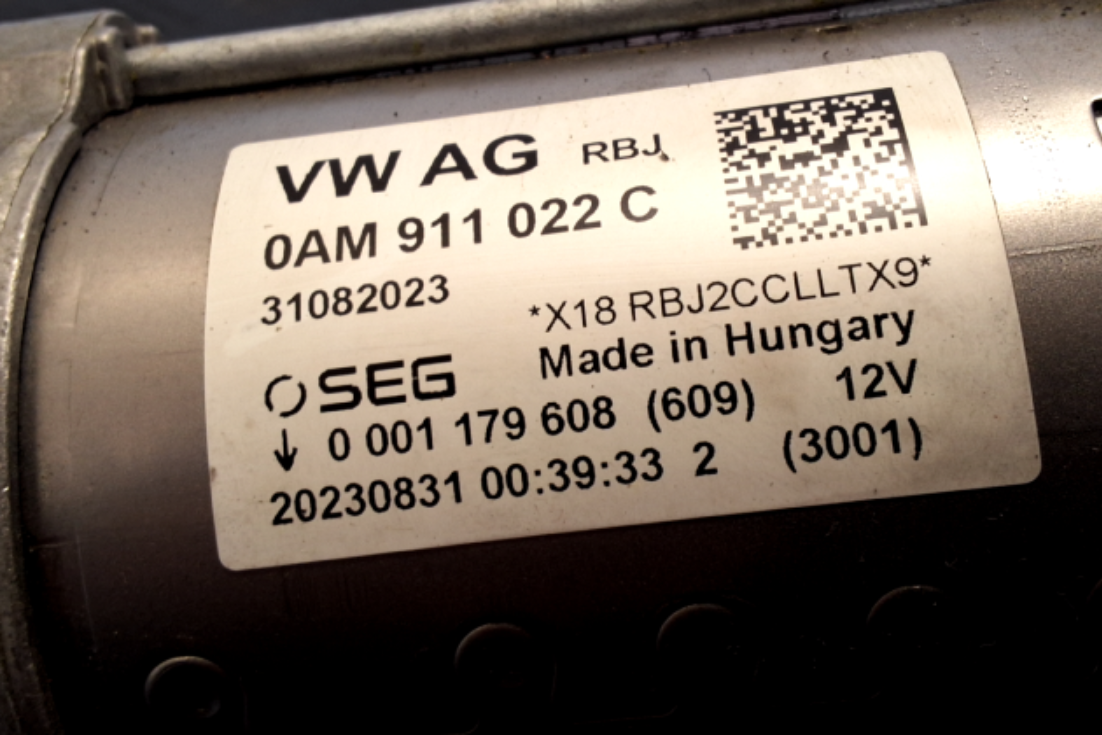 VW AG RBJ
0AM 911 022 C
31082023
*X18 RBJ2CCLLTX9*
Made in Hungary
SEG
0 001 179 608 (609) 12V
20230831 00:39:33 2 (3001)